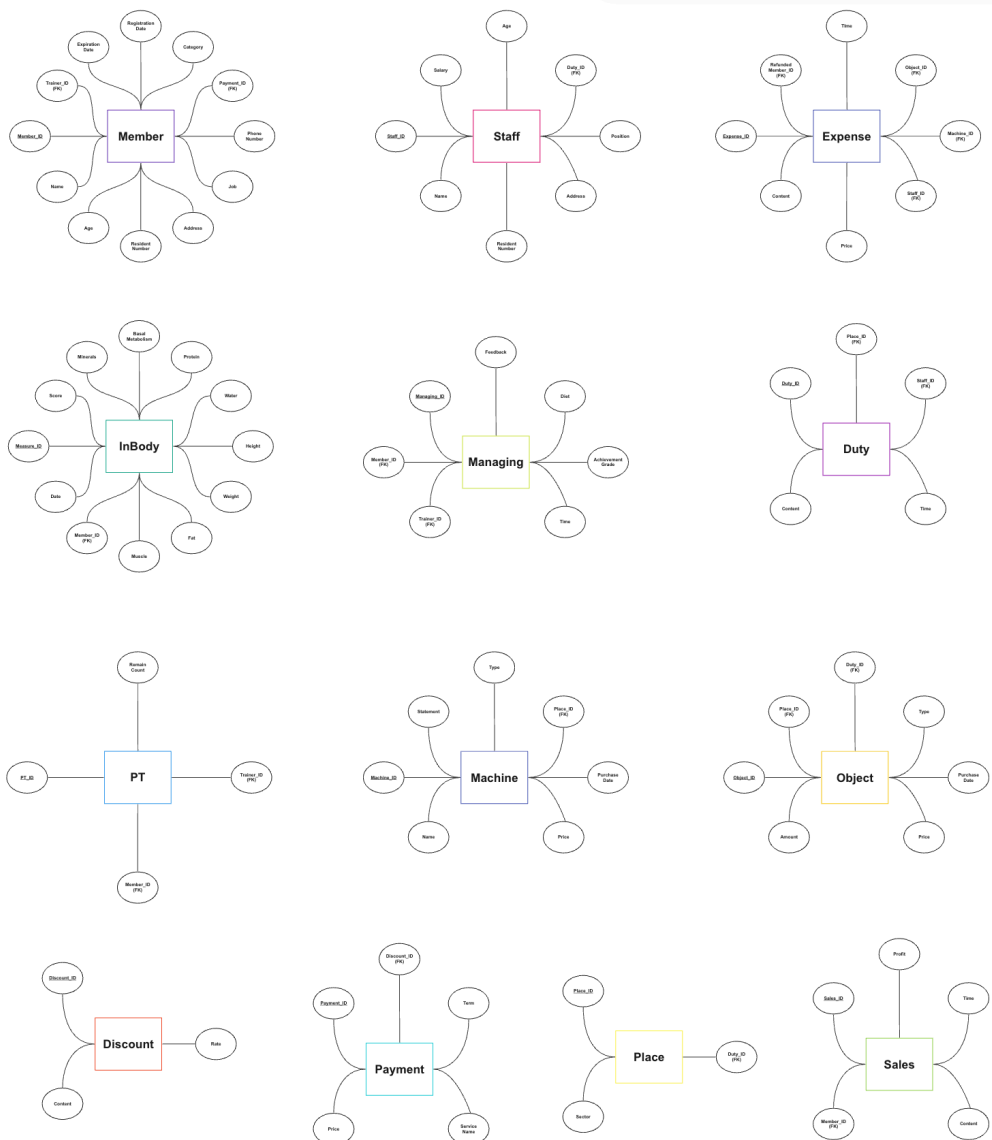 Registration
Date
Expiration
Date
Category
Trainer_ID
(FK)
Payment_ID
(FK)
Member_ID
Member
Phone
Number
Name
Job
Age
Address
Resident
Number
Age
Salary
Duty_ID
(FK)
Staff_ID
Staff
Position
Name
Address
Resident
Number
Time
Refunded
Member_ID
(FK)
Object_ID
(FK)
Expense_ID
Expense
Machine_ID
(FK)
Content
Staff_ID
(FK)
Price
Basal
Metabolism
Minerals
Protein
Score
Water
Measure_ID
InBody
Height
Date
Weight
Member_ID
(FK)
Fat
Muscle
Feedback
Managing_ID
Diet
Member_ID
(FK)
Managing
Achievement
Grade
Trainer_ID
(FK)
Time
Place_ID
(FK)
Duty_ID
Staff_ID
(FK)
Duty
Content
Time
Remain
Count
PT_ID
PT
Trainer_ID
(FK)
Member_ID
(FK)
Type
Statement
Place_ID
(FK)
Machine_ID
Machine
Purchase
Date
Name
Price
Duty_ID
(FK)
Place_ID
(FK)
Type
Object_ID
Object
Purchase
Date
Amount
Price
Discount_ID
Discount
Rate
Content
Discount_ID
(FK)
Payment_ID
Term
Payment
Price
Service
Name
Place_ID
Place
Duty_ID
(FK)
Sector
Profit
Sales_ID
Time
Sales
Member_ID
(FK)
Content